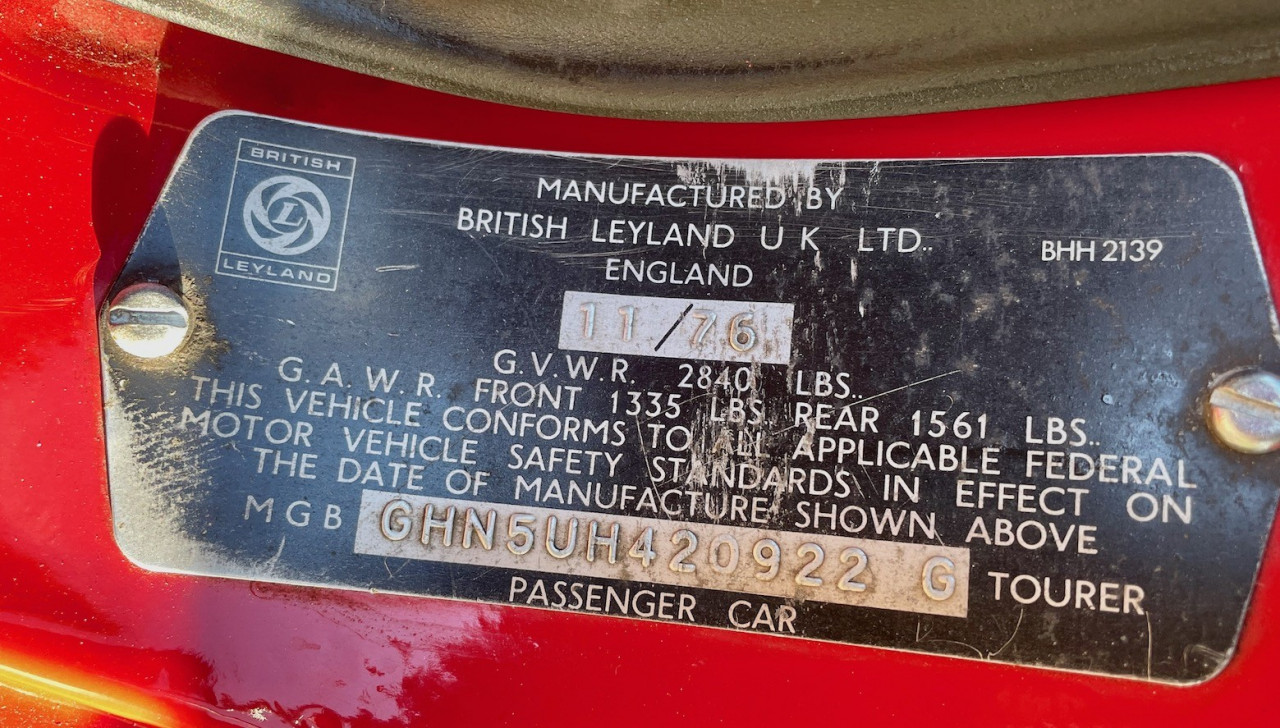 BRITISH
L
LEYLAND
MANUFACTURED BY
BRITISH LEYLAND U K LTD..
BHH 2139
ENGLAND
11/76
G.V.W.R. 2840 LBS..
G.A.W.R. FRONT 1335 LBS. REAR 1561 LBS..
THIS VEHICLE CONFORMS TO ALL APPLICABLE FEDERAL
MOTOR VEHICLE SAFETY STANDARDS IN EFFECT ON
THE DATE OF MANUFACTURE SHOWN ABOVE
MGB GHN5UH420922 G TOURER
PASSENGER CAR